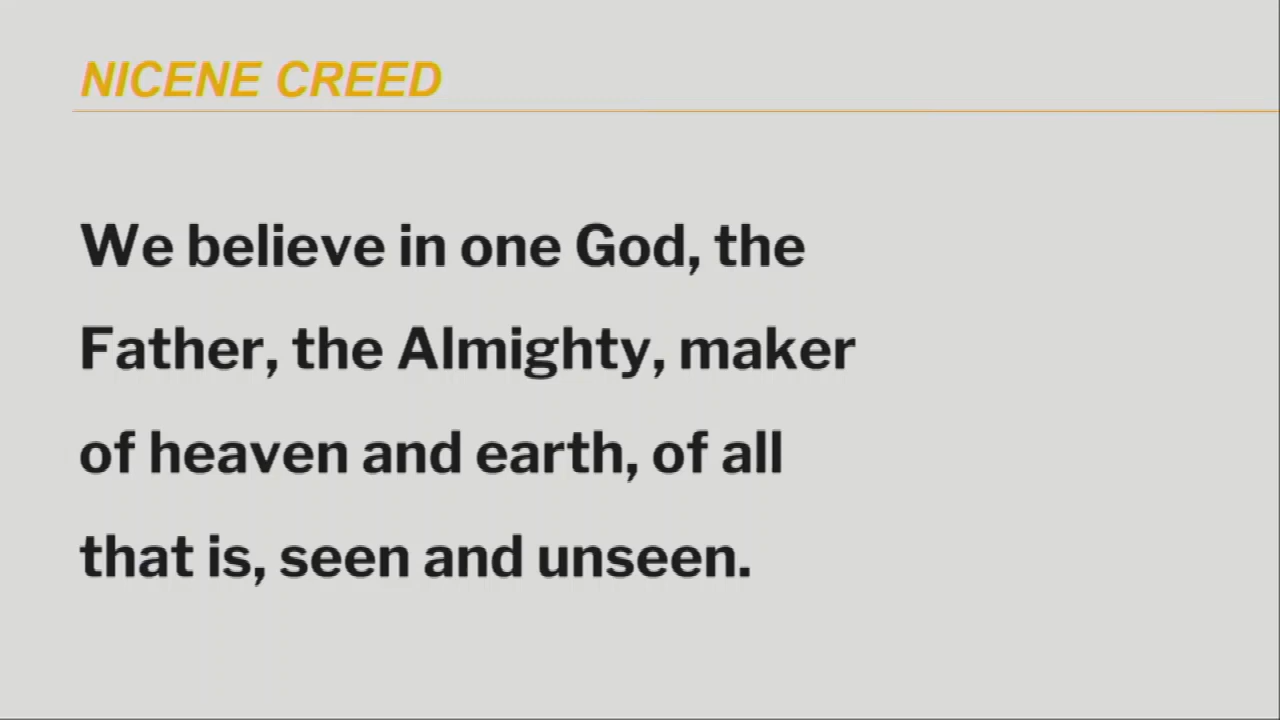 NICENE CREED
We believe in one God, the
Father, the Almighty, maker
of heaven and earth, of all
that is, seen and unseen.